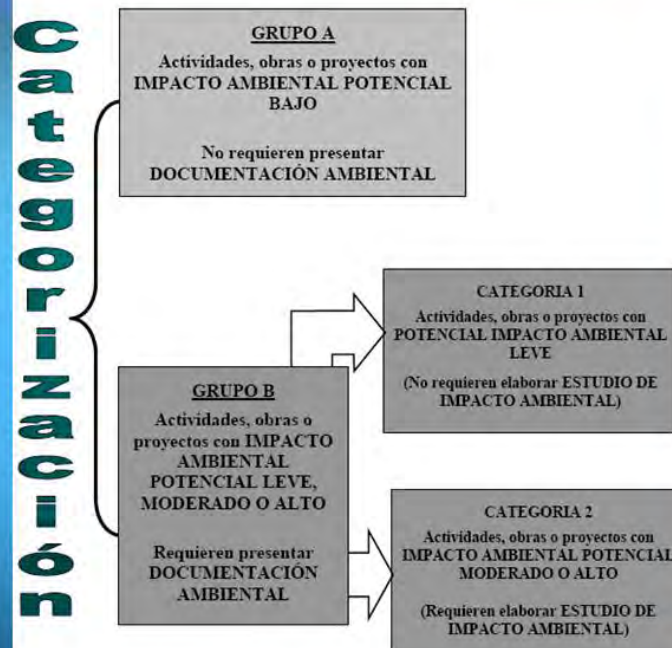 Categorización
GRUPO A
Actividades, obras o proyectos con
IMPACTO AMBIENTAL POTENCIAL
BAJO
No requieren presentar
DOCUMENTACIÓN AMBIENTAL
GRUPO B
Actividades, obras o
proyectos con IMPACTO
AMBIENTAL
POTENCIAL LEVE,
MODERADO O ALTO
Requieren presentar
DOCUMENTACIÓN
AMBIENTAL
CATEGORIA 1
Actividades, obras o proyectos con
POTENCIAL IMPACTO AMBIENTAL
LEVE
(No requieren elaborar ESTUDIO DE
IMPACTO AMBIENTAL)
CATEGORIA 2
Actividades, obras o proyectos con
IMPACTO AMBIENTAL POTENCIAL
MODERADO O ALTO
(Requieren elaborar ESTUDIO DE
IMPACTO AMBIENTAL)